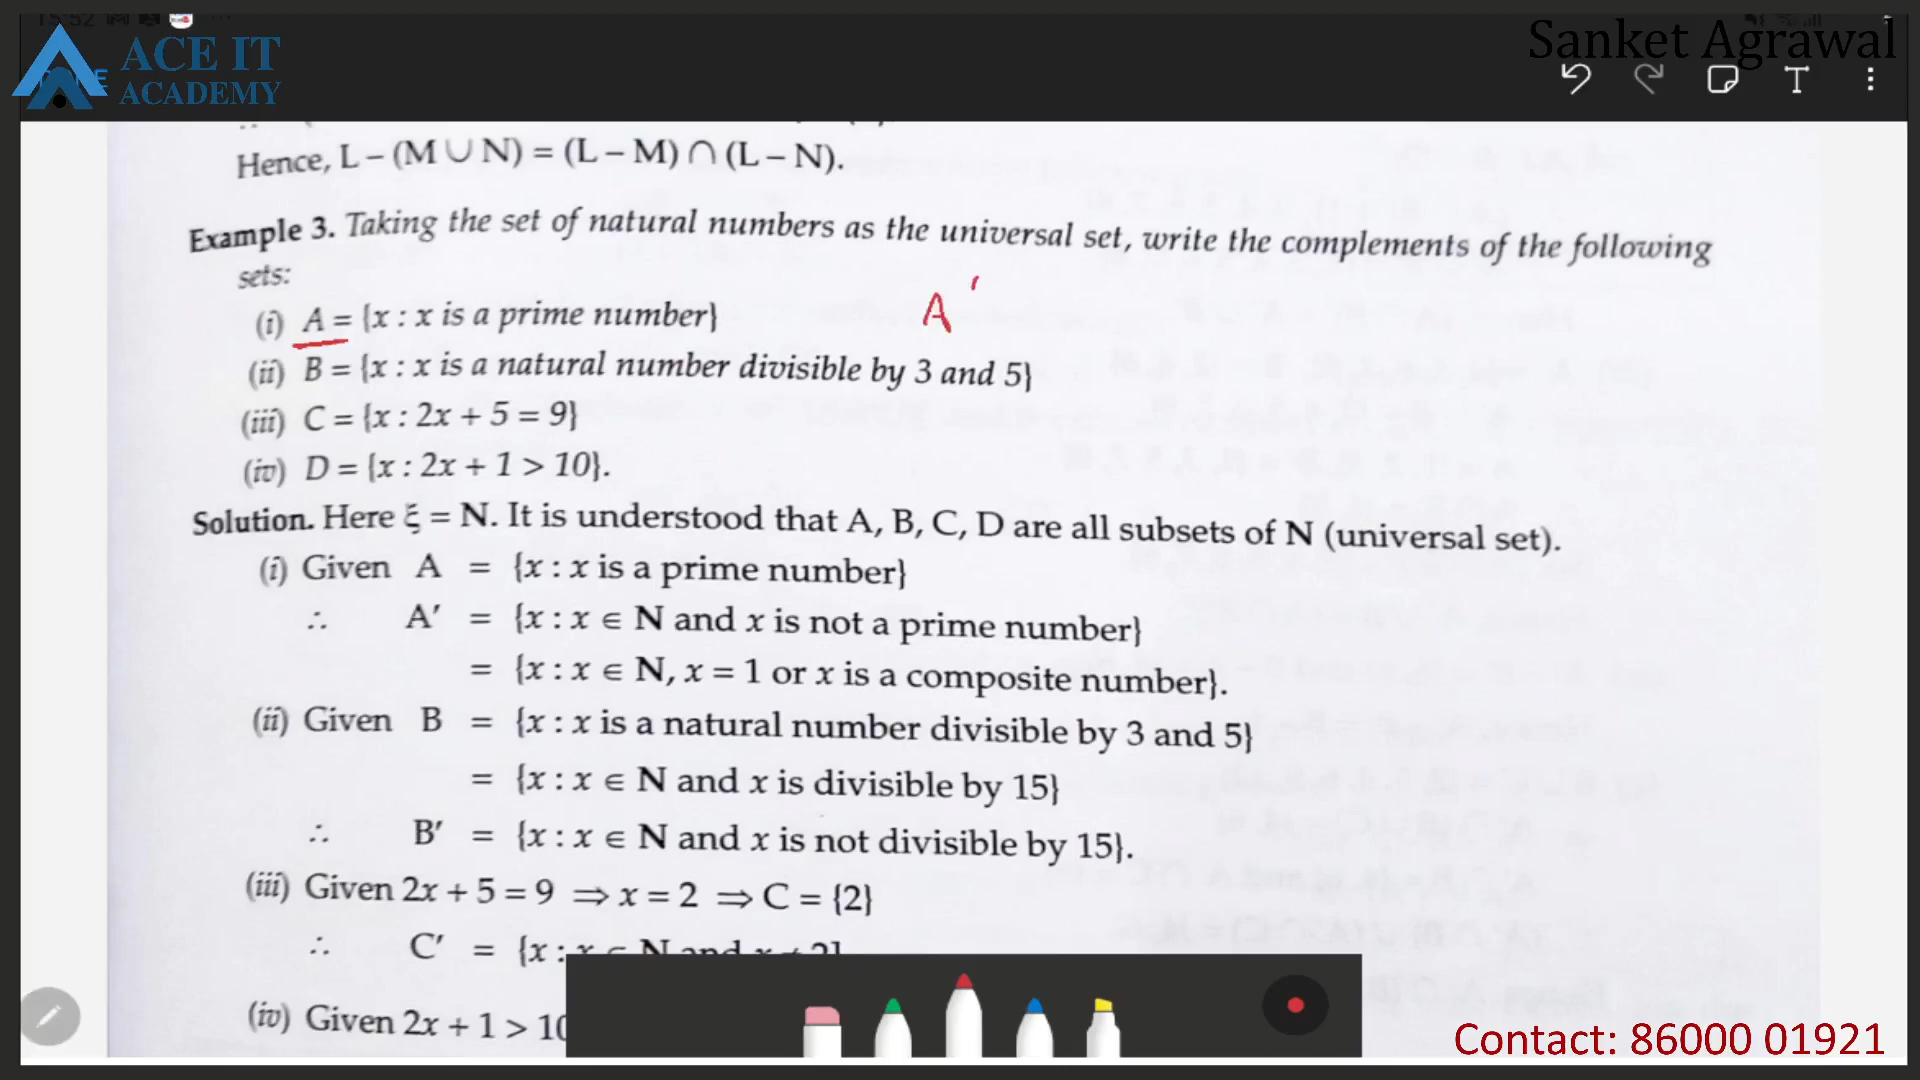 15:52
ACE IT
ACADEMY
Sanket Agrawal
T
Hence, L – (M ∪ N) = (L – M) ∩ (L – N).
Example 3. Taking the set of natural numbers as the universal set, write the complements of the following
sets:
(i) A = {x : x is a prime number}
A′
(ii) B = {x : x is a natural number divisible by 3 and 5}
(iii) C = {x : 2x + 5 = 9}
(iv) D = {x : 2x + 1 > 10}.
Solution. Here ξ = N. It is understood that A, B, C, D are all subsets of N (universal set).
(i) Given A = {x : x is a prime number}
∴ A′ = {x : x ∈ N and x is not a prime number}
= {x : x ∈ N, x = 1 or x is a composite number}.
(ii) Given B = {x : x is a natural number divisible by 3 and 5}
= {x : x ∈ N and x is divisible by 15}
∴ B′ = {x : x ∈ N and x is not divisible by 15}.
(iii) Given 2x + 5 = 9 ⇒ x = 2 ⇒ C = {2}
∴ C′ = {x : x ∈ N and x ≠ 2}
(iv) Given 2x + 1 > 10
Contact: 86000 01921